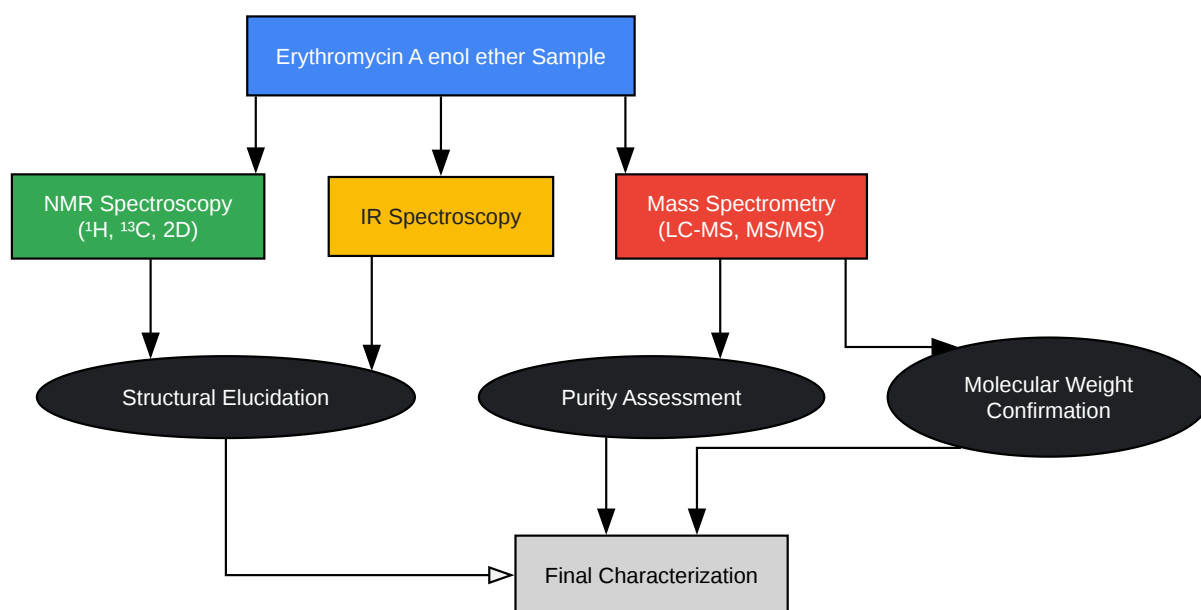 Erythromycin A enol ether Sample
NMR Spectroscopy
(¹H, ¹³C, 2D)
IR Spectroscopy
Mass Spectrometry
(LC-MS, MS/MS)
Structural Elucidation
Purity Assessment
Molecular Weight
Confirmation
Final Characterization